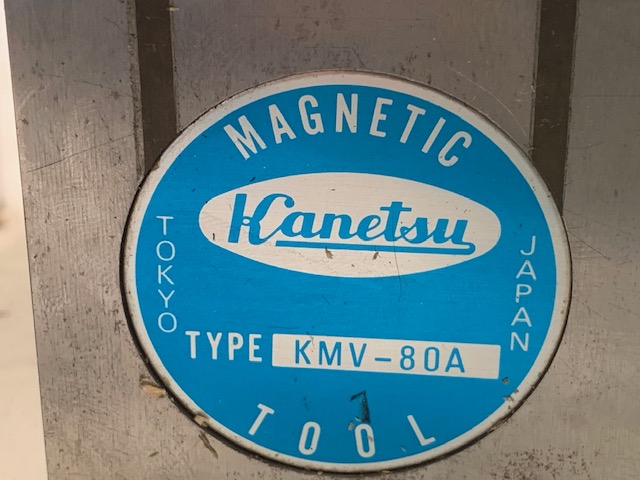 MAGNETIC
Kanetsu
TOKYO
JAPAN
TYPE KMV-80A
TOOL